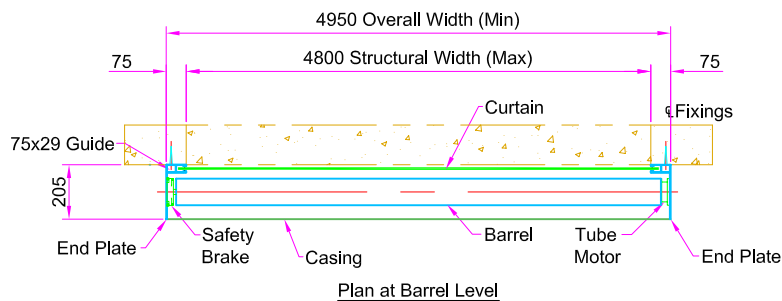 4950 Overall Width (Min)
75
4800 Structural Width (Max)
75
Curtain
℄Fixings
75x29 Guide
205
End Plate
Safety
Brake
Casing
Barrel
Tube
Motor
End Plate
Plan at Barrel Level